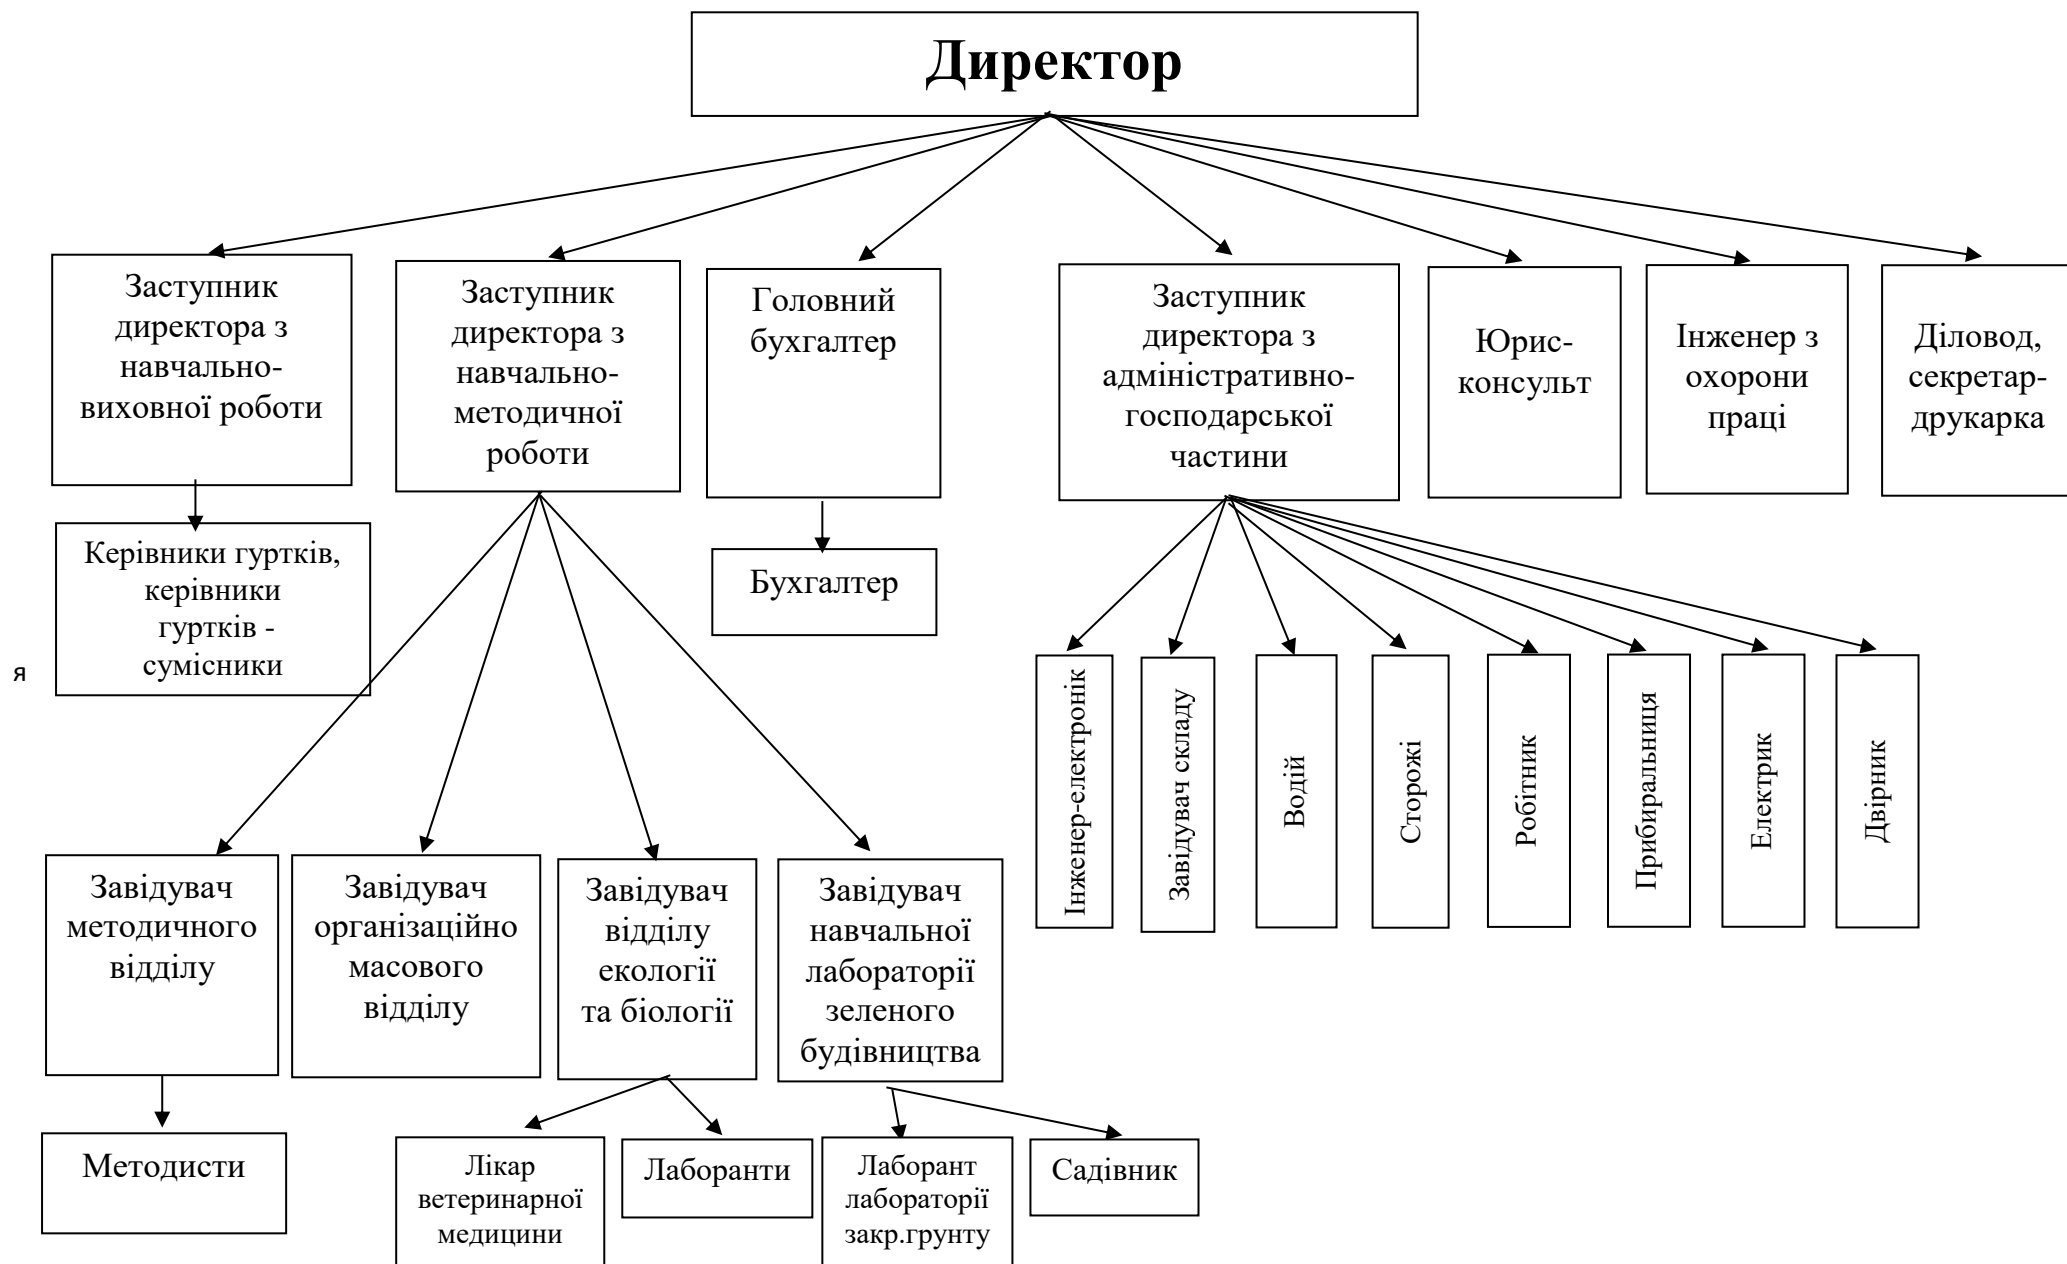 Директор
Заступник
директора з
навчально-
виховної роботи
Заступник
директора з
навчально-
методичної
роботи
Головний
бухгалтер
Заступник
директора з
адміністративно-
господарської
частини
Юрис-
консульт
Інженер з
охорони
праці
Діловод,
секретар-
друкарка
Керівники гуртків,
керівники
гуртків -
сумісники
Бухгалтер
я
Інженер-електронік
Завідувач складу
Водій
Сторожі
Робітник
Прибиральниця
Електрик
Двірник
Завідувач
методичного
відділу
Завідувач
організаційно
масового
відділу
Завідувач
відділу
екології
та біології
Завідувач
навчальної
лабораторії
зеленого
будівництва
Методисти
Лікар
ветеринарної
медицини
Лаборанти
Лаборант
лабораторії
закр.грунту
Садівник